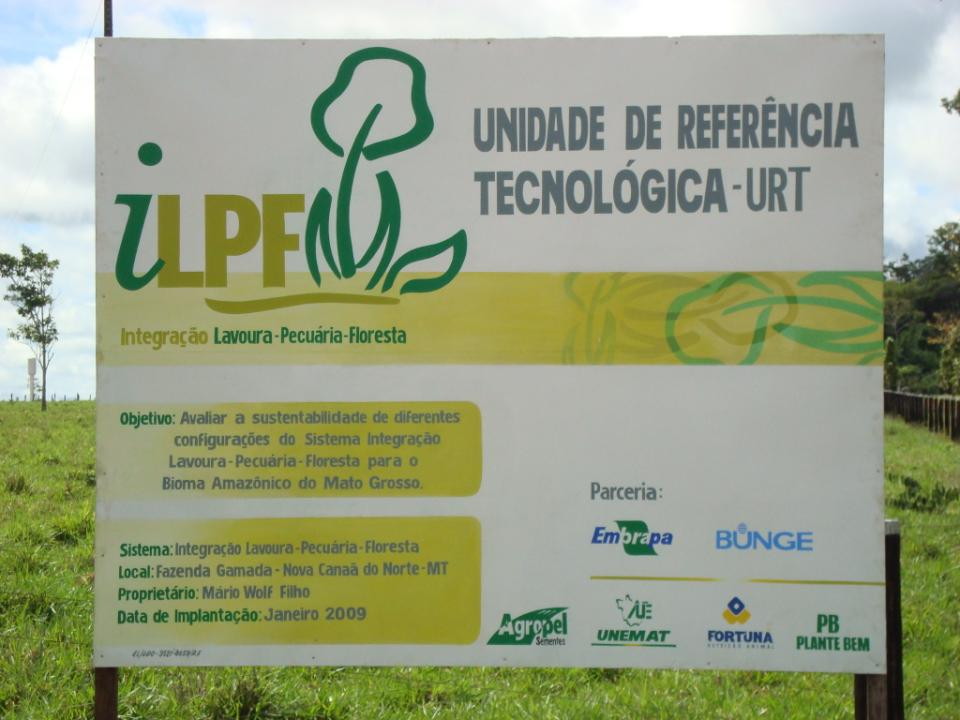 iLPF
UNIDADE DE REFERÊNCIA
TECNOLÓGICA - URT
Integração Lavoura - Pecuária - Floresta
Objetivo: Avaliar a sustentabilidade de diferentes
configurações do Sistema Integração
Lavoura - Pecuária - Floresta para o
Bioma Amazônico do Mato Grosso.
Sistema: Integração Lavoura - Pecuária - Floresta
Local: Fazenda Gamada - Nova Canaã do Norte - MT
Proprietário: Mário Wolf Filho
Data de Implantação: Janeiro 2009
Parceria:
Embrapa
BUNGE
Agropel
Sementes
UNEMAT
FORTUNA
NUTRIÇÃO ANIMAL
PB
PLANTE BEM